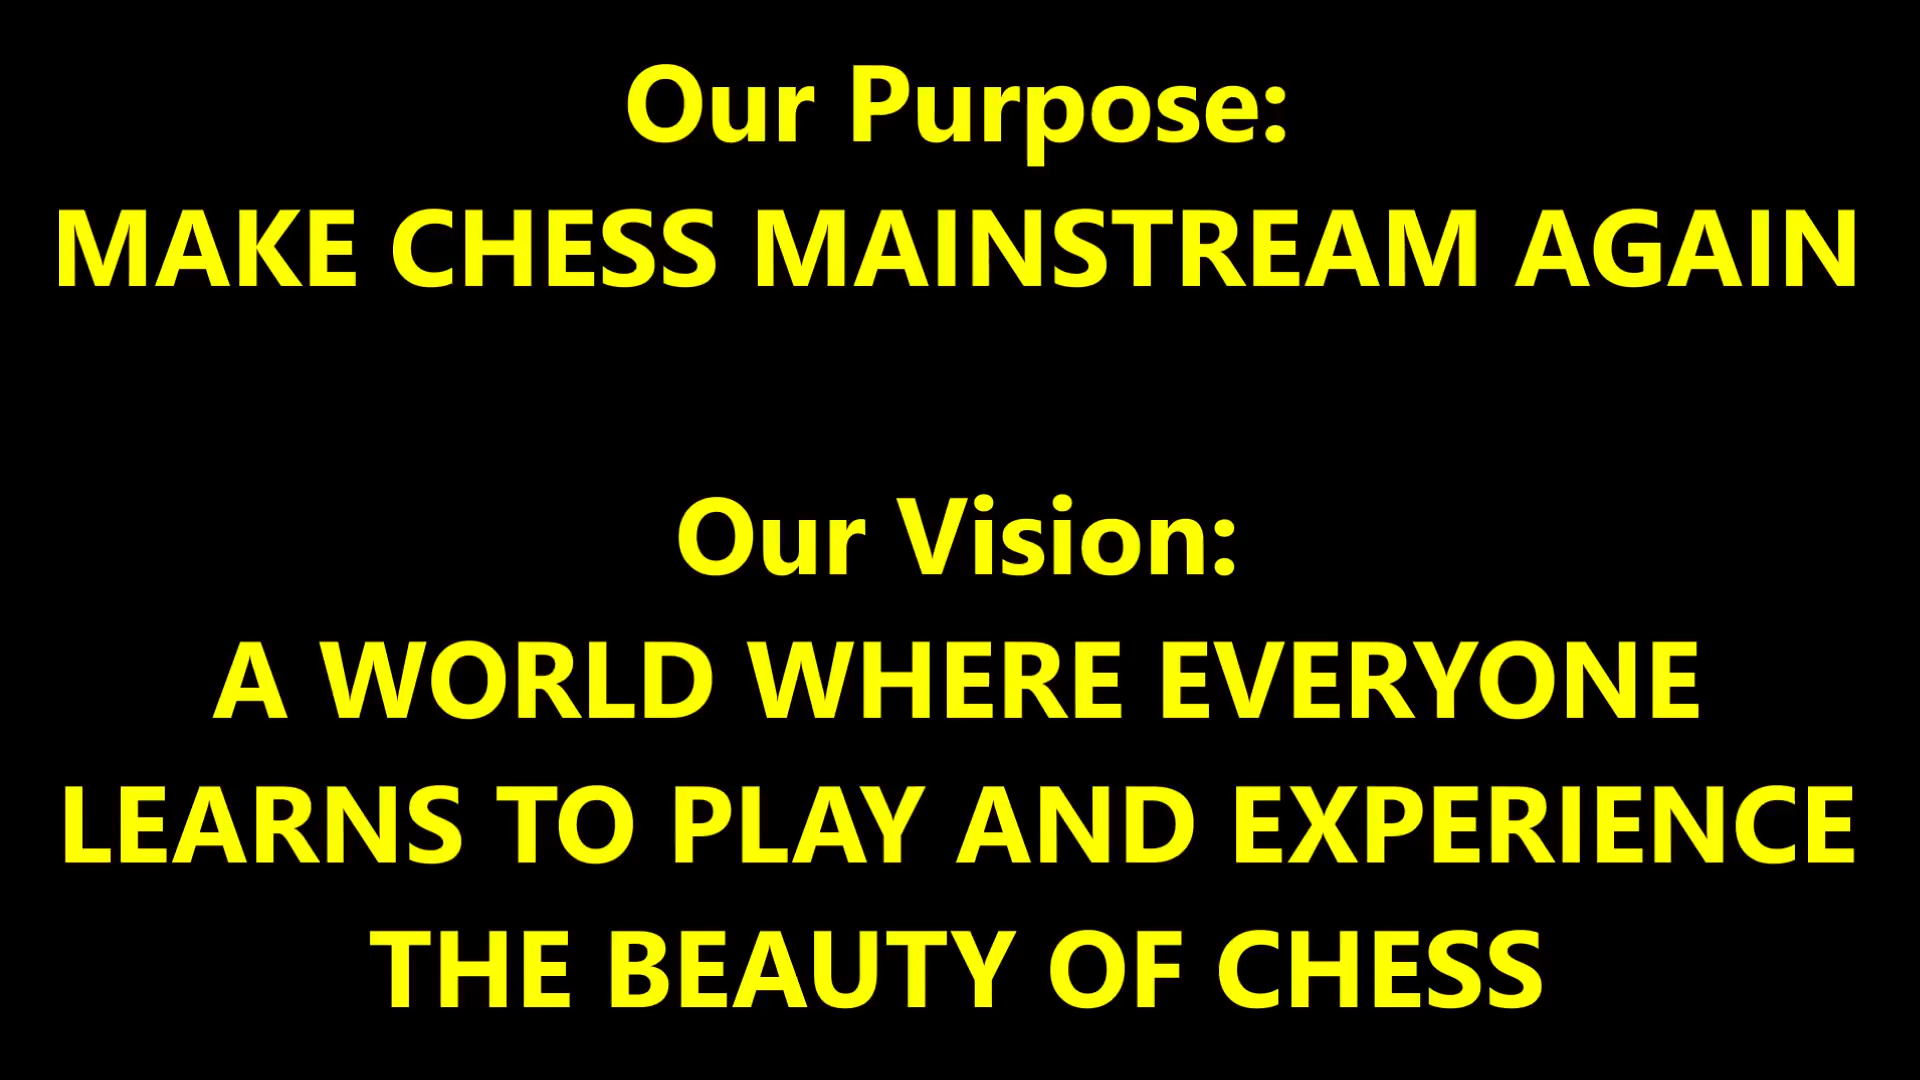 Our Purpose:
MAKE CHESS MAINSTREAM AGAIN
Our Vision:
A WORLD WHERE EVERYONE
LEARNS TO PLAY AND EXPERIENCE
THE BEAUTY OF CHESS